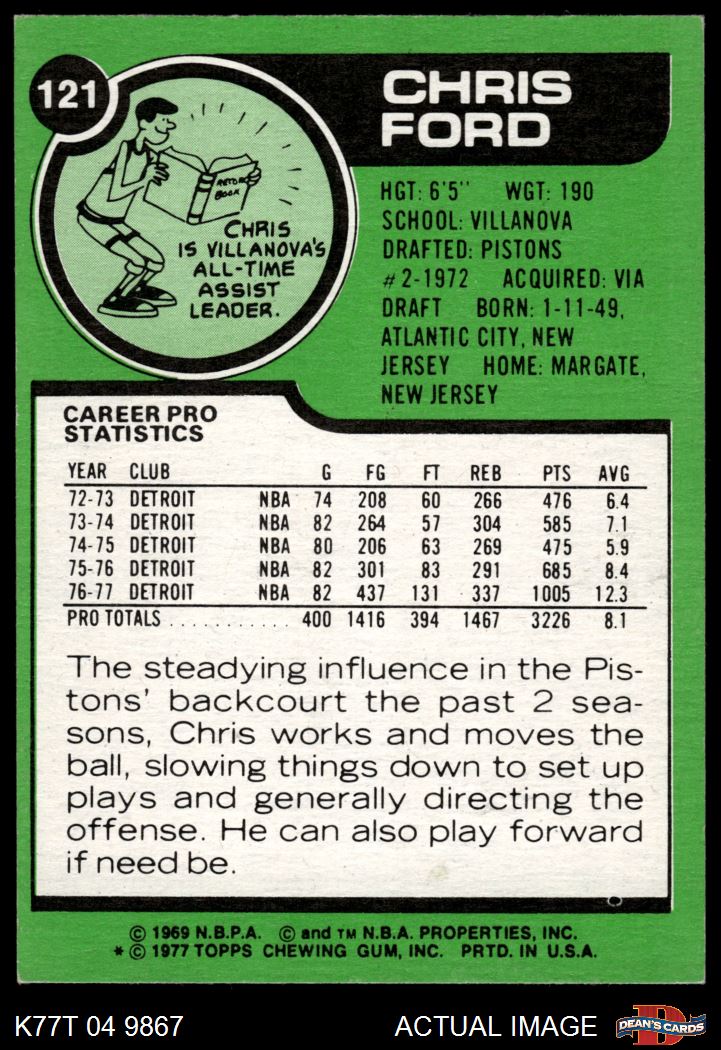 121
CHRIS
FORD
RECORD
BOOK
CHRIS
IS VILLANOVA'S
ALL-TIME
ASSIST
LEADER.
HGT: 6'5" WGT: 190
SCHOOL: VILLANOVA
DRAFTED: PISTONS
#2-1972 ACQUIRED: VIA
DRAFT BORN: 1-11-49,
ATLANTIC CITY, NEW
JERSEY HOME: MARGATE,
NEW JERSEY
CAREER PRO
STATISTICS
YEAR CLUB G FG FT REB PTS AVG
72-73 DETROIT NBA 74 208 60 266 476 6.4
73-74 DETROIT NBA 82 264 57 304 585 7.1
74-75 DETROIT NBA 80 206 63 269 475 5.9
75-76 DETROIT NBA 82 301 83 291 685 8.4
76-77 DETROIT NBA 82 437 131 337 1005 12.3
PRO TOTALS . . . . . . . . . . . . 400 1416 394 1467 3226 8.1
The steadying influence in the Pis-
tons' backcourt the past 2 sea-
sons, Chris works and moves the
ball, slowing things down to set up
plays and generally directing the
offense. He can also play forward
if need be.
© 1969 N.B.P.A. © and TM N.B.A. PROPERTIES, INC.
* © 1977 TOPPS CHEWING GUM, INC. PRTD. IN U.S.A.
K77T 04 9867 ACTUAL IMAGE
D
DEAN'S CARDS